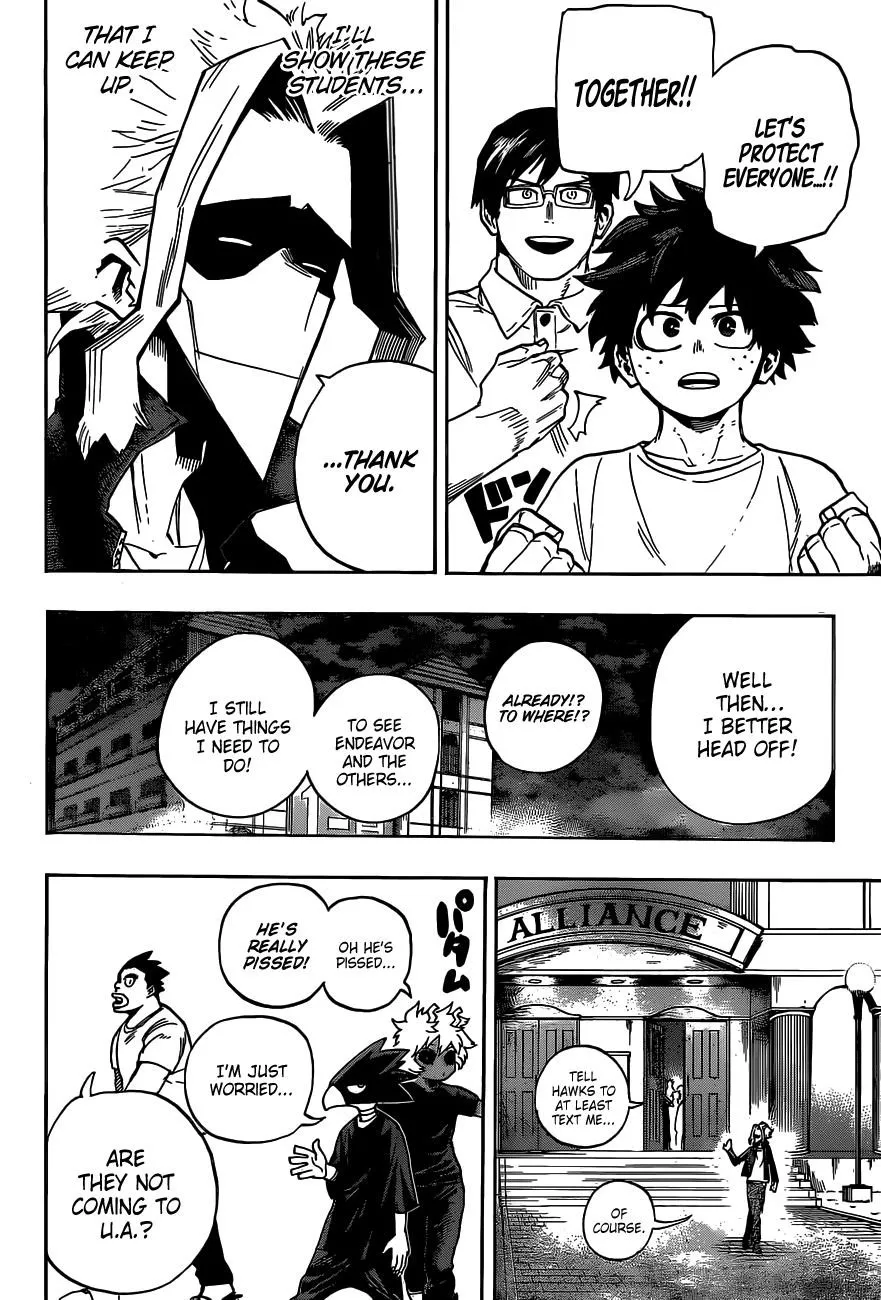 LET'S
PROTECT
EVERYONE...!!
TOGETHER!!
ドン
I'LL
SHOW THESE
STUDENTS...
THAT I
CAN KEEP
UP.
...THANK
YOU.
WELL
THEN...
I BETTER
HEAD OFF!
ALREADY!?
TO WHERE!?
TO SEE
ENDEAVOR
AND THE
OTHERS...
I STILL
HAVE THINGS
I NEED TO
DO!
ALLIANCE
TELL
HAWKS TO
AT LEAST
TEXT ME...
OF
COURSE.
パタム
OH HE'S
PISSED...
HE'S
REALLY
PISSED!
I'M JUST
WORRIED...
ARE
THEY NOT
COMING TO
U.A.?